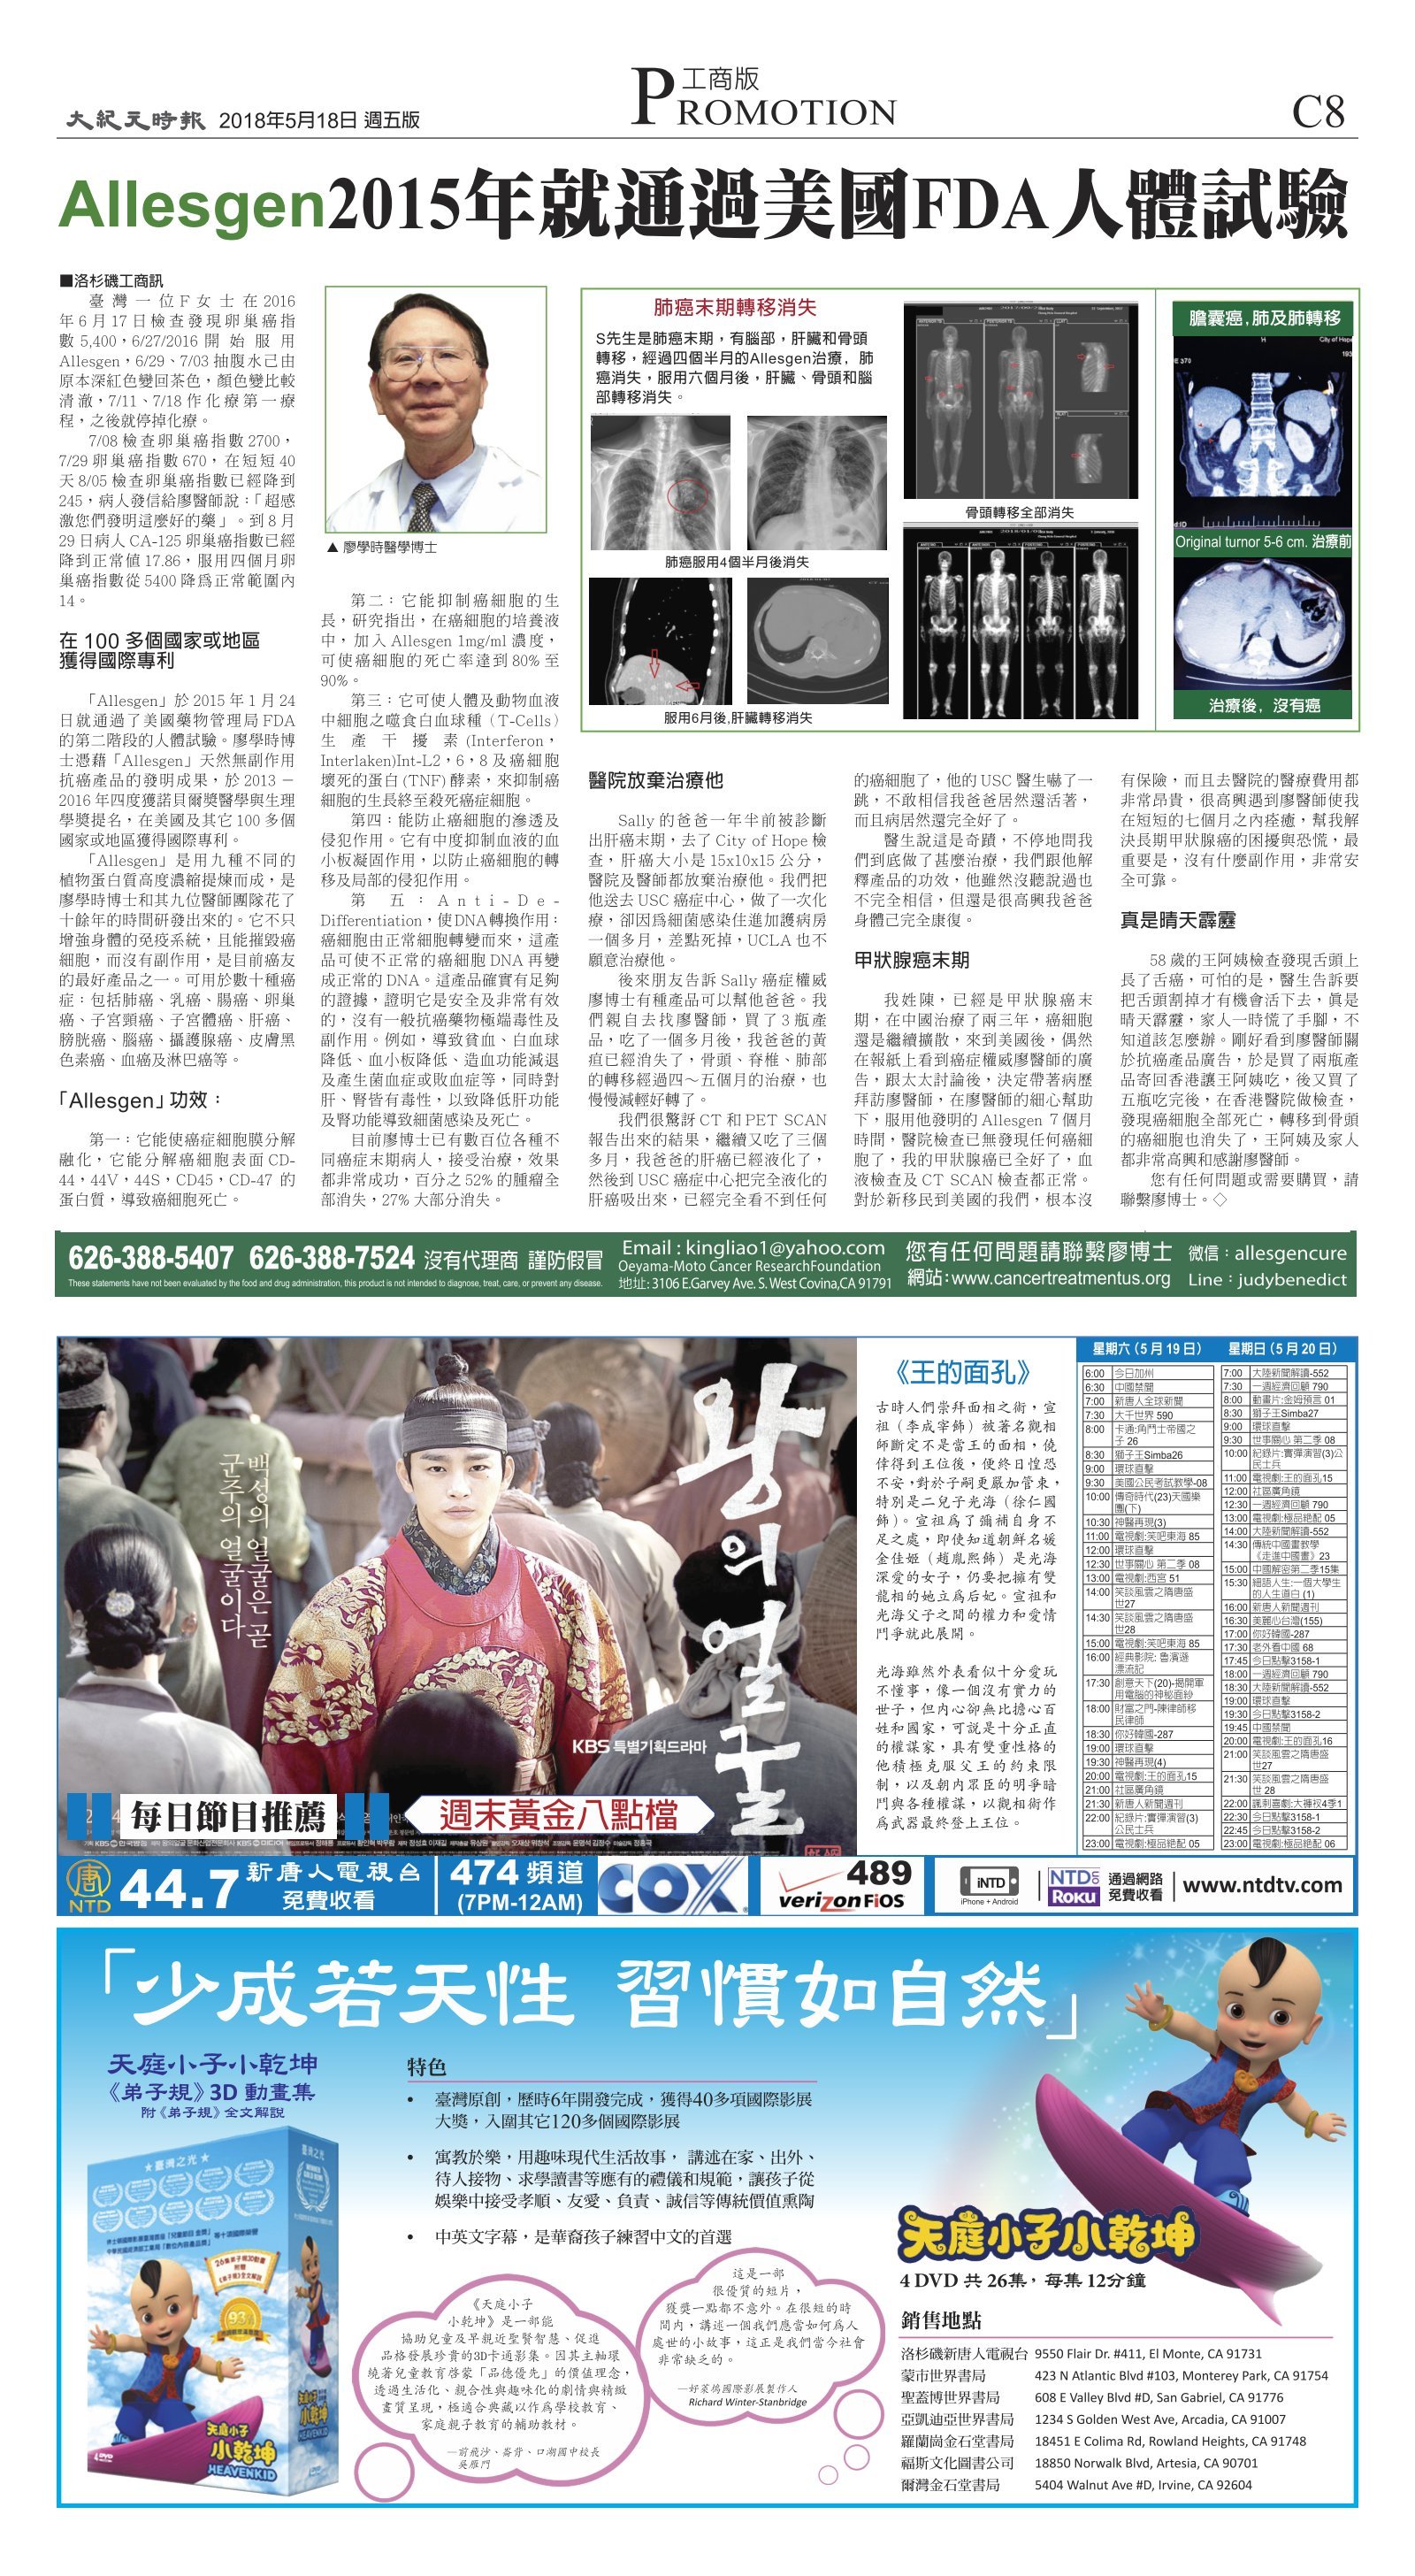 大紀元時報 2018年5月18日 週五版
工商版
PROMOTION
C8
Allesgen2015年就通過美國FDA人體試驗
■洛杉磯工商訊
臺灣一位F女士在2016
年6月17日檢查發現卵巢癌指
數5,400，6/27/2016開始服用
Allesgen，6/29、7/03抽腹水己由
原本深紅色變回茶色，顏色變比較
清澈，7/11、7/18作化療第一療
程，之後就停掉化療。
7/08檢查卵巢癌指數2700，
7/29卵巢癌指數670，在短短40
天8/05檢查卵巢癌指數已經降到
245，病人發信給廖醫師說：「超感
激您們發明這麼好的藥」。到8月
29日病人CA-125卵巢癌指數已經
降到正常値17.86，服用四個月卵
巢癌指數從5400降爲正常範圍內
14。
在 100 多個國家或地區
獲得國際專利
「Allesgen」於2015年1月24
日就通過了美國藥物管理局FDA
的第二階段的人體試驗。廖學時博
士憑藉「Allesgen」天然無副作用
抗癌產品的發明成果，於2013－
2016年四度獲諾貝爾獎醫學與生理
學獎提名，在美國及其它100多個
國家或地區獲得國際專利。
「Allesgen」是用九種不同的
植物蛋白質高度濃縮提煉而成，是
廖學時博士和其九位醫師團隊花了
十餘年的時間研發出來的。它不只
增強身體的免疫系統，且能摧毀癌
細胞，而沒有副作用，是目前癌友
的最好產品之一。可用於數十種癌
症：包括肺癌、乳癌、腸癌、卵巢
癌、子宮頸癌、子宮體癌、肝癌、
膀胱癌、腦癌、攝護腺癌、皮膚黑
色素癌、血癌及淋巴癌等。
「Allesgen」功效：
第一：它能使癌症細胞膜分解
融化，它能分解癌細胞表面CD-
44，44V，44S，CD45，CD-47 的
蛋白質，導致癌細胞死亡。
▲ 廖學時醫學博士
第二：它能抑制癌細胞的生
長，研究指出，在癌細胞的培養液
中，加入Allesgen 1mg/ml濃度，
可使癌細胞的死亡率達到80%至
90%。
第三：它可使人體及動物血液
中細胞之噬食白血球種（T-Cells）
生產干擾素(Interferon，
Interlaken)Int-L2，6，8及癌細胞
壞死的蛋白(TNF)酵素，來抑制癌
細胞的生長終至殺死癌症細胞。
第四：能防止癌細胞的滲透及
侵犯作用。它有中度抑制血液的血
小板凝固作用，以防止癌細胞的轉
移及局部的侵犯作用。
第五：Anti-De-
Differentiation，使DNA轉換作用：
癌細胞由正常細胞轉變而來，這產
品可使不正常的癌細胞DNA再變
成正常的DNA。這產品確實有足夠
的證據，證明它是安全及非常有效
的，沒有一般抗癌藥物極端毒性及
副作用。例如，導致貧血、白血球
降低、血小板降低、造血功能減退
及產生菌血症或敗血症等，同時對
肝、腎皆有毒性，以致降低肝功能
及腎功能導致細菌感染及死亡。
目前廖博士已有數百位各種不
同癌症末期病人，接受治療，效果
都非常成功，百分之52%的腫瘤全
部消失，27%大部分消失。
肺癌末期轉移消失
S先生是肺癌末期，有腦部，肝臟和骨頭
轉移，經過四個半月的Allesgen治療，肺
癌消失，服用六個月後，肝臟、骨頭和腦
部轉移消失。
肺癌服用4個半月後消失
服用6月後,肝臟轉移消失
骨頭轉移全部消失
膽囊癌,肺及肺轉移
Original turnor 5-6 cm. 治療前
治療後，沒有癌
醫院放棄治療他
Sally的爸爸一年半前被診斷
出肝癌末期，去了City of Hope檢
查，肝癌大小是15x10x15公分，
醫院及醫師都放棄治療他。我們把
他送去USC癌症中心，做了一次化
療，卻因爲細菌感染住進加護病房
一個多月，差點死掉，UCLA也不
願意治療他。
後來朋友告訴Sally癌症權威
廖博士有種產品可以幫他爸爸。我
們親自去找廖醫師，買了3瓶產
品，吃了一個多月後，我爸爸的黃
疸已經消失了，骨頭、脊椎、肺部
的轉移經過四～五個月的治療，也
慢慢減輕好轉了。
我們很驚訝CT和PET SCAN
報告出來的結果，繼續又吃了三個
多月，我爸爸的肝癌已經液化了，
然後到USC癌症中心把完全液化的
肝癌吸出來，已經完全看不到任何
的癌細胞了，他的USC醫生嚇了一
跳，不敢相信我爸爸居然還活著，
而且病居然還完全好了。
醫生說這是奇蹟，不停地問我
們到底做了甚麼治療，我們跟他解
釋產品的功效，他雖然沒聽說過也
不完全相信，但還是很高興我爸爸
身體己完全康復。
甲狀腺癌末期
我姓陳，已經是甲狀腺癌末
期，在中國治療了兩三年，癌細胞
還是繼續擴散，來到美國後，偶然
在報紙上看到癌症權威廖醫師的廣
告，跟太太討論後，決定帶著病歷
拜訪廖醫師，在廖醫師的細心幫助
下，服用他發明的Allesgen 7個月
時間，醫院檢查已無發現任何癌細
胞了，我的甲狀腺癌已全好了，血
液檢查及CT SCAN檢查都正常。
對於新移民到美國的我們，根本沒
有保險，而且去醫院的醫療費用都
非常昂貴，很高興遇到廖醫師使我
在短短的七個月之內痊癒，幫我解
決長期甲狀腺癌的困擾與恐慌，最
重要是，沒有什麼副作用，非常安
全可靠。
真是晴天霹靂
58歲的王阿姨檢查發現舌頭上
長了舌癌，可怕的是，醫生告訴要
把舌頭割掉才有機會活下去，眞是
晴天霹靂，家人一時慌了手腳，不
知道該怎麼辦。剛好看到廖醫師關
於抗癌產品廣告，於是買了兩瓶產
品寄回香港讓王阿姨吃，後又買了
五瓶吃完後，在香港醫院做檢查，
發現癌細胞全部死亡，轉移到骨頭
的癌細胞也消失了，王阿姨及家人
都非常高興和感謝廖醫師。
您有任何問題或需要購買，請
聯繫廖博士。◇
626-388-5407 626-388-7524 沒有代理商 謹防假冒
These statements have not been evaluated by the food and drug administration, this product is not intended to diagnose, treat, care, or prevent any disease.
Email : kingliao1@yahoo.com
Oeyama-Moto Cancer ResearchFoundation
地址: 3106 E.Garvey Ave. S. West Covina,CA 91791
您有任何問題請聯繫廖博士
網站:www.cancertreatmentus.org
微信：allesgencure
Line：judybenedict
백성의 얼굴은 곧
군주의 얼굴이다
왕의 얼굴
KBS 특별기획드라마
每日節目推薦
週末黃金八點檔
《王的面孔》
古時人們崇拜面相之術，宣
祖（李成宰飾）被著名觀相
師斷定不是當王的面相，僥
倖得到王位後，便終日惶恐
不安，對於子嗣更嚴加管束，
特別是二兒子光海（徐仁國
飾）。宣祖爲了彌補自身不
足之處，即使知道朝鮮名媛
金佳姬（趙胤熙飾）是光海
深愛的女子，仍要把擁有雙
龍相的她立爲后妃。宣祖和
光海父子之間的權力和愛情
鬥爭就此展開。
光海雖然外表看似十分愛玩
不懂事，像一個沒有實力的
世子，但內心卻無比擔心百
姓和國家，可說是十分正直
的權謀家，具有雙重性格的
他積極克服父王的約束限
制，以及朝內眾臣的明爭暗
鬥與各種權謀，以觀相術作
爲武器最終登上王位。
星期六（5月19日）
6:00 今日加州
6:30 中國禁聞
7:00 新唐人全球新聞
7:30 大千世界 590
8:00 卡通:角鬥士帝國之
子 26
8:30 獅子王Simba26
9:00 環球直擊
9:30 美國公民考試教學-08
10:00 傳奇時代(23)天國樂
團(下)
10:30 神醫再現(3)
11:00 電視劇:笑吧東海 85
12:00 環球直擊
12:30 世事關心 第二季 08
13:00 電視劇:西宮 51
14:00 笑談風雲之隋唐盛
世27
14:30 笑談風雲之隋唐盛
世28
15:00 電視劇:笑吧東海 85
16:00 經典影院: 魯濱遜
漂流記
17:30 創意天下(20)-揭開軍
用電腦的神秘面紗
18:00 財富之門-陳律師移
民律師
18:30 你好韓國-287
19:00 環球直擊
19:30 神醫再現(4)
20:00 電視劇:王的面孔15
21:00 社區廣角鏡
21:30 新唐人新聞週刊
22:00 紀錄片:實彈演習(3)
公民士兵
23:00 電視劇:極品絶配 05
星期日（5月20日）
7:00 大陸新聞解讀-552
7:30 一週經濟回顧 790
8:00 動畫片:金姆預言 01
8:30 獅子王Simba27
9:00 環球直擊
9:30 世事關心 第二季 08
10:00 紀錄片:實彈演習(3)公
民士兵
11:00 電視劇:王的面孔15
12:00 社區廣角鏡
12:30 一週經濟回顧 790
13:00 電視劇:極品絶配 05
14:00 大陸新聞解讀-552
14:30 傳統中國畫教學
《走進中國畫》23
15:00 中國解密第二季15集
15:30 細語人生:一個大學生
的人生道白 (1)
16:00 新唐人新聞週刊
16:30 美麗心台灣(155)
17:00 你好韓國-287
17:30 老外看中國 68
17:45 今日點擊3158-1
18:00 一週經濟回顧 790
18:30 大陸新聞解讀-552
19:00 環球直擊
19:30 今日點擊3158-2
19:45 中國禁聞
20:00 電視劇:王的面孔16
21:00 笑談風雲之隋唐盛
世27
21:30 笑談風雲之隋唐盛
世 28
22:00 諷刺喜劇:大褲衩4季1
22:30 今日點擊3158-1
22:45 今日點擊3158-2
23:00 電視劇:極品絶配 06
唐 NTD
44.7 新唐人電視台
免費收看
474 頻道
(7PM-12AM)
COX
489
verizon FiOS
iNTD
iPhone + Android
NTD
ON
Roku
通過網路
免費收看
www.ntdtv.com
「少成若天性 習慣如自然」
天庭小子小乾坤
《弟子規》3D 動畫集
附《弟子規》全文解說
★臺灣之光★
臺灣之光
天庭小子
小乾坤
HEAVENKID
特色
• 臺灣原創，歷時6年開發完成，獲得40多項國際影展
大獎，入圍其它120多個國際影展
• 寓教於樂，用趣味現代生活故事， 講述在家、出外、
待人接物、求學讀書等應有的禮儀和規範，讓孩子從
娛樂中接受孝順、友愛、負責、誠信等傳統價值熏陶
• 中英文字幕，是華裔孩子練習中文的首選
《天庭小子
小乾坤》是一部能
協助兒童及早親近聖賢智慧、促進
品格發展珍貴的3D卡通影集。因其主軸環
繞著兒童教育啓蒙「品德優先」的價值理念，
透過生活化、親合性與趣味化的劇情與精緻
畫質呈現，極適合典藏以作爲學校教育、
家庭親子教育的輔助教材。
—前飛沙、崙背、口湖國中校長
吳雁門
這是一部
很優質的短片，
獲獎一點都不意外。在很短的時
間內，講述一個我們應當如何爲人
處世的小故事，這正是我們當今社會
非常缺乏的。
—好萊塢國際影展製作人
Richard Winter-Stanbridge
天庭小子小乾坤
4 DVD 共 26集，每集 12分鐘
銷售地點
洛杉磯新唐人電視台 9550 Flair Dr. #411, El Monte, CA 91731
蒙市世界書局 423 N Atlantic Blvd #103, Monterey Park, CA 91754
聖蓋博世界書局 608 E Valley Blvd #D, San Gabriel, CA 91776
亞凱迪亞世界書局 1234 S Golden West Ave, Arcadia, CA 91007
羅蘭崗金石堂書局 18451 E Colima Rd, Rowland Heights, CA 91748
福斯文化圖書公司 18850 Norwalk Blvd, Artesia, CA 90701
爾灣金石堂書局 5404 Walnut Ave #D, Irvine, CA 92604